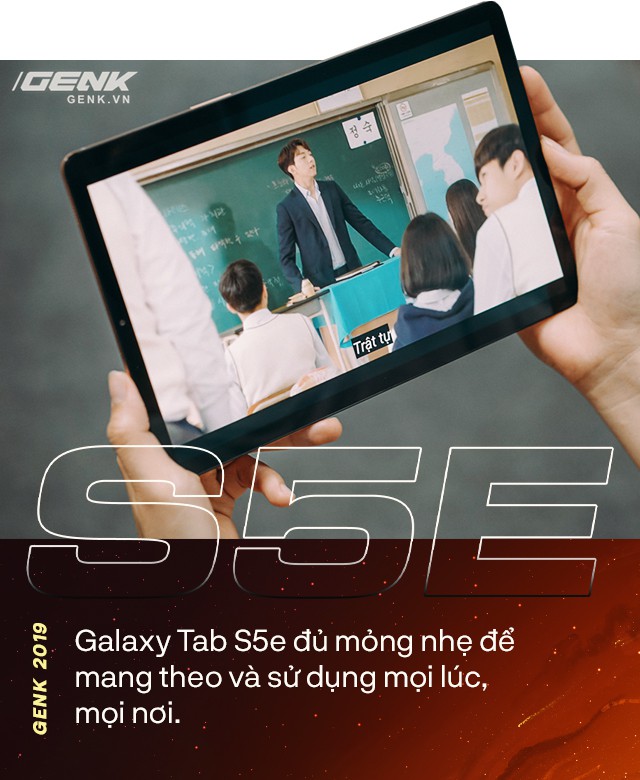 /GENK
GENK.VN
정숙
Trật tự
S5E
GENK 2019
Galaxy Tab S5e đủ mỏng nhẹ để
mang theo và sử dụng mọi lúc,
mọi nơi.